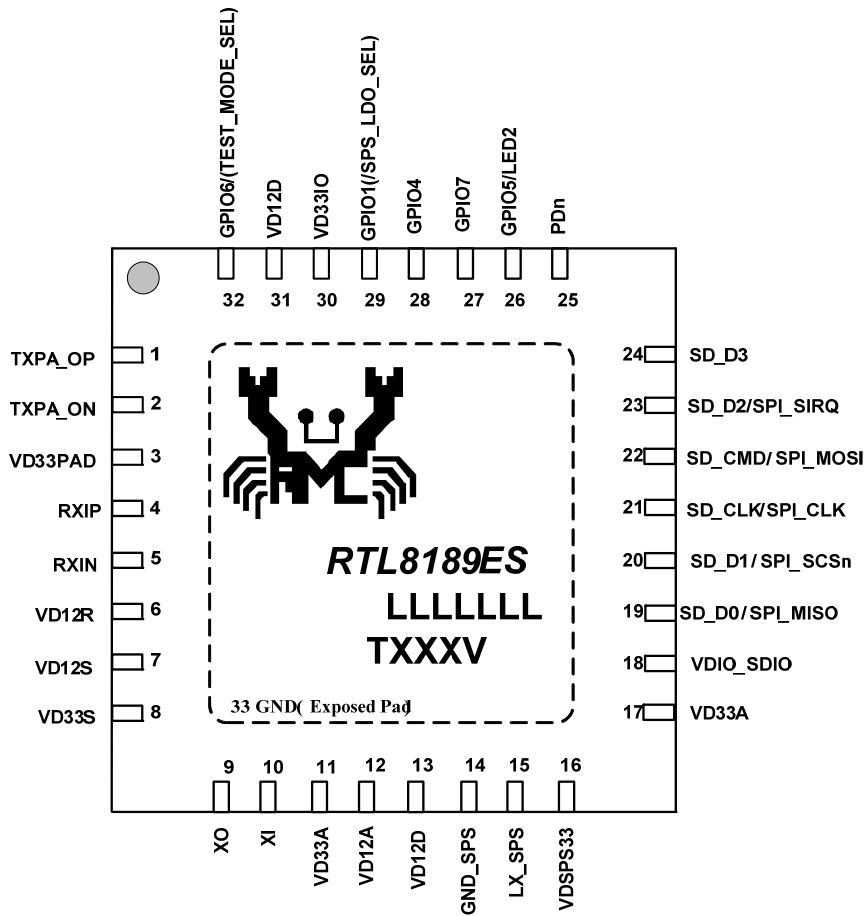 GPIO6/(TEST_MODE_SEL)
VD12D
VD33IO
GPIO1(/SPS_LDO_SEL)
GPIO4
GPIO7
GPIO5/LED2
PDn
32 31 30 29 28 27 26 25
TXPA_OP 1
TXPA_ON 2
VD33PAD 3
RXIP 4
RXIN 5
VD12R 6
VD12S 7
VD33S 8
24 SD_D3
23 SD_D2/SPI_SIRQ
22 SD_CMD/SPI_MOSI
21 SD_CLK/SPI_CLK
20 SD_D1/SPI_SCSn
19 SD_D0/SPI_MISO
18 VDIO_SDIO
17 VD33A
RTL8189ES
LLLLLLL
TXXXV
33 GND( Exposed Pad)
9 10 11 12 13 14 15 16
XO
XI
VD33A
VD12A
VD12D
GND_SPS
LX_SPS
VDSPS33